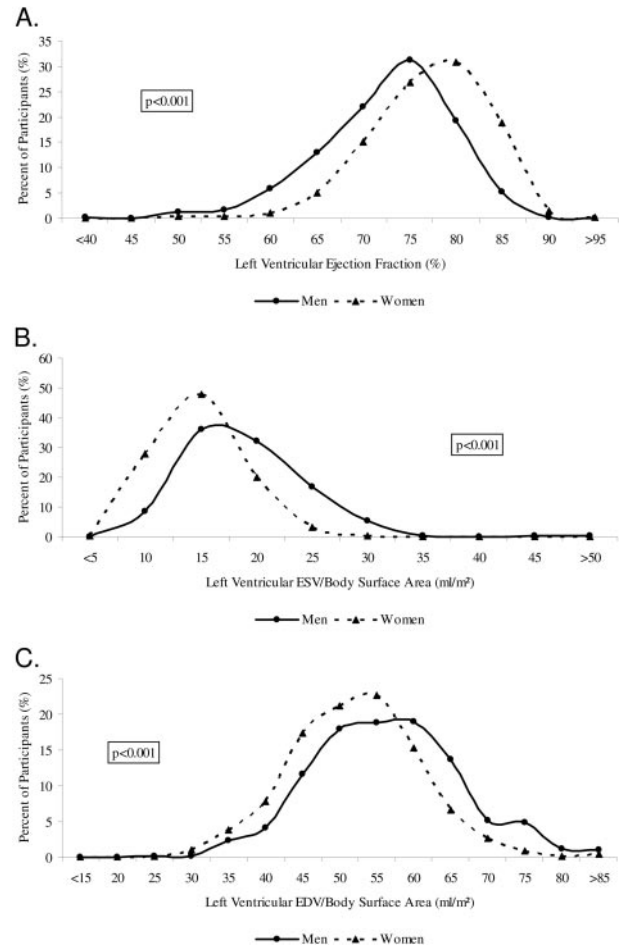 A.
35
30
25
20
15
10
5
0
Percent of Participants (%)
p<0.001
<40 45 50 55 60 65 70 75 80 85 90 >95
Left Ventricular Ejection Fraction (%)
Men Women
B.
60
50
40
30
20
10
0
Percent of Participants (%)
p<0.001
<5 10 15 20 25 30 35 40 45 >50
Left Ventricular ESV/Body Surface Area (ml/m²)
Men Women
C.
25
20
15
10
5
0
Percent of Participants (%)
p<0.001
<15 20 25 30 35 40 45 50 55 60 65 70 75 80 >85
Left Ventricular EDV/Body Surface Area (ml/m²)
Men Women